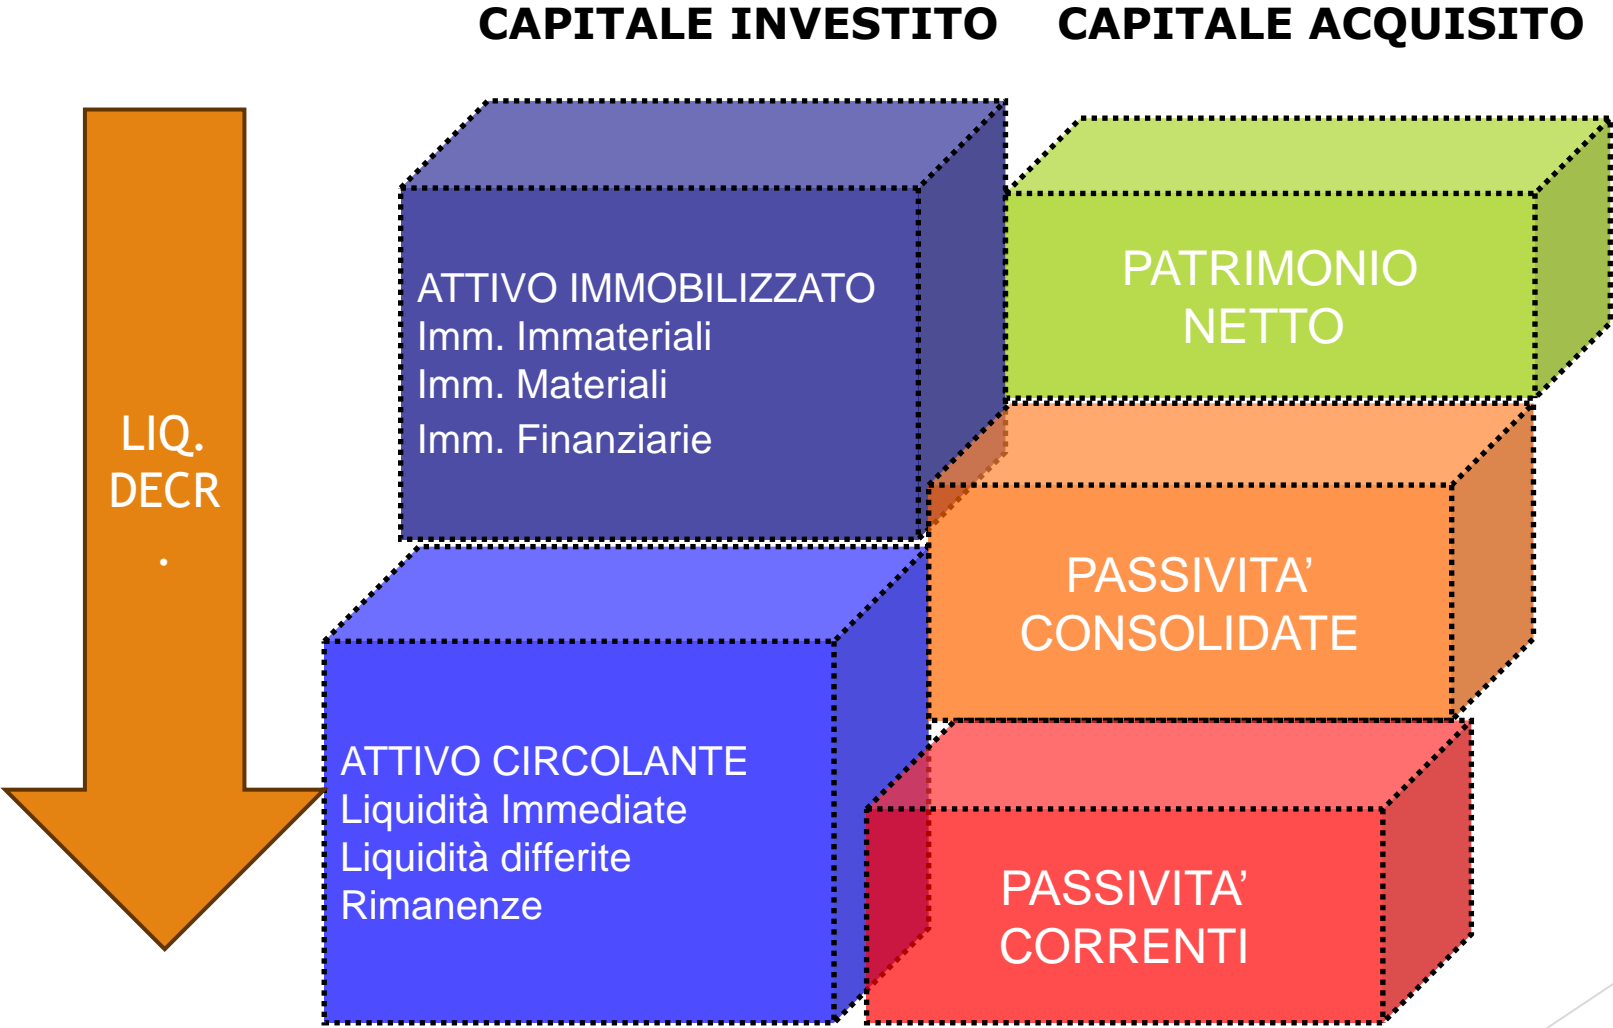 CAPITALE INVESTITO
CAPITALE ACQUISITO
LIQ.
DECR
.
ATTIVO IMMOBILIZZATO
Imm. Immateriali
Imm. Materiali
Imm. Finanziarie
PATRIMONIO
NETTO
PASSIVITA’
CONSOLIDATE
ATTIVO CIRCOLANTE
Liquidità Immediate
Liquidità differite
Rimanenze
PASSIVITA’
CORRENTI